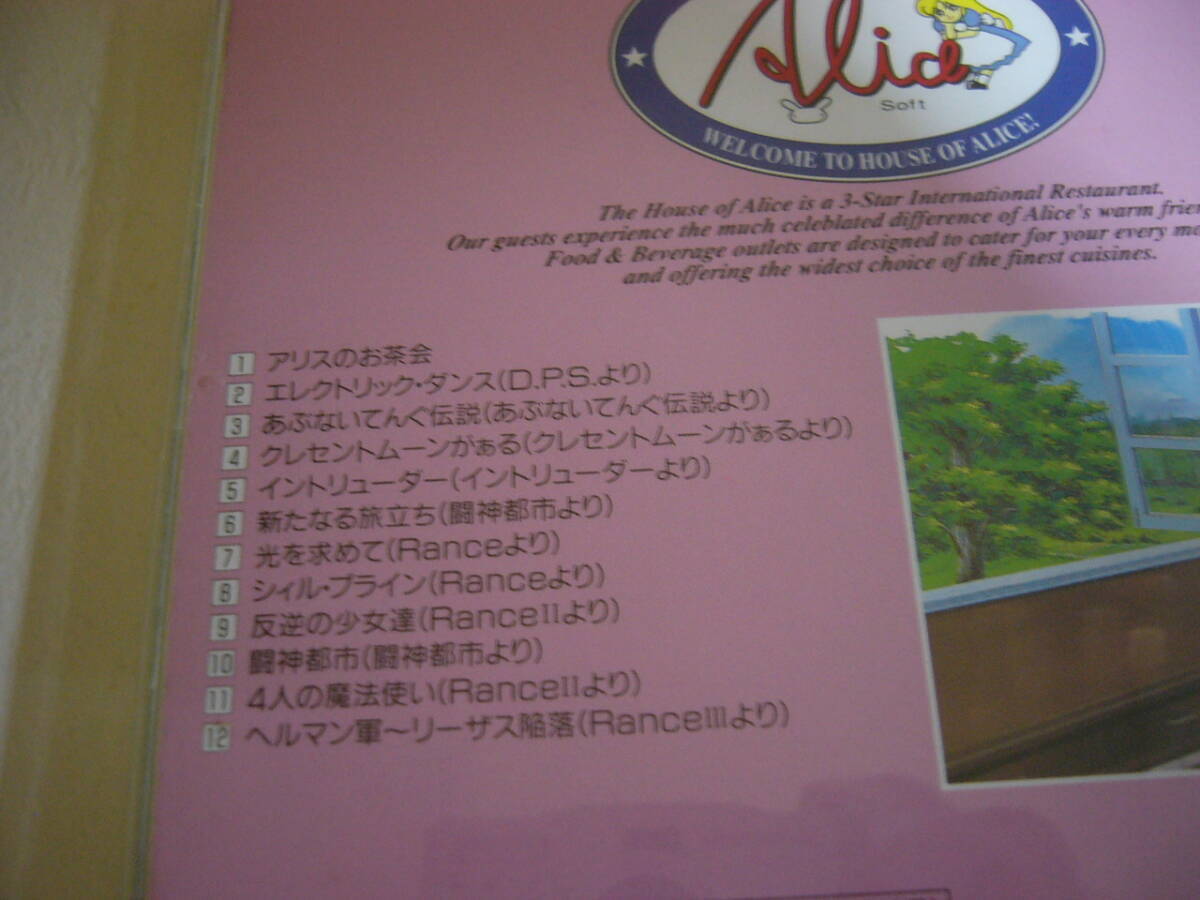 Alice
Soft
WELCOME TO HOUSE OF ALICE!
The House of Alice is a 3-Star International Restaurant.
Our guests experience the much celeblated difference of Alice's warm
Food & Beverage outlets are designed to cater for your every
and offering the widest choice of the finest cuisines.
1 アリスのお茶会
2 エレクトリック・ダンス(D.P.S.より)
3 あぶないてんぐ伝説(あぶないてんぐ伝説より)
4 クレセントムーンがぁる(クレセントムーンがぁるより)
5 イントリューダー(イントリューダーより)
6 新たなる旅立ち(闘神都市より)
7 光を求めて(Ranceより)
8 シィル・プライン(Ranceより)
9 反逆の少女達(RanceIIより)
10 闘神都市(闘神都市より)
11 4人の魔法使い(RanceIIより)
12 ヘルマン軍～リーザス陥落(RanceIIIより)